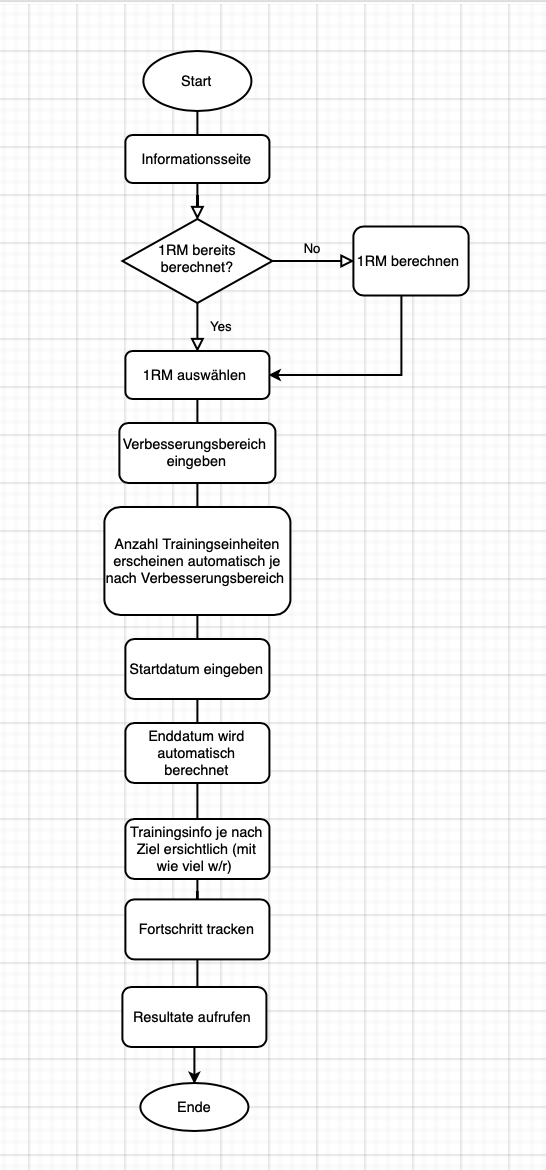 Start
Informationsseite
1RM bereits
berechnet?
No
1RM berechnen
Yes
1RM auswählen
Verbesserungsbereich
eingeben
Anzahl Trainingseinheiten
erscheinen automatisch je
nach Verbesserungsbereich
Startdatum eingeben
Enddatum wird
automatisch
berechnet
Trainingsinfo je nach
Ziel ersichtlich (mit
wie viel w/r)
Fortschritt tracken
Resultate aufrufen
Ende